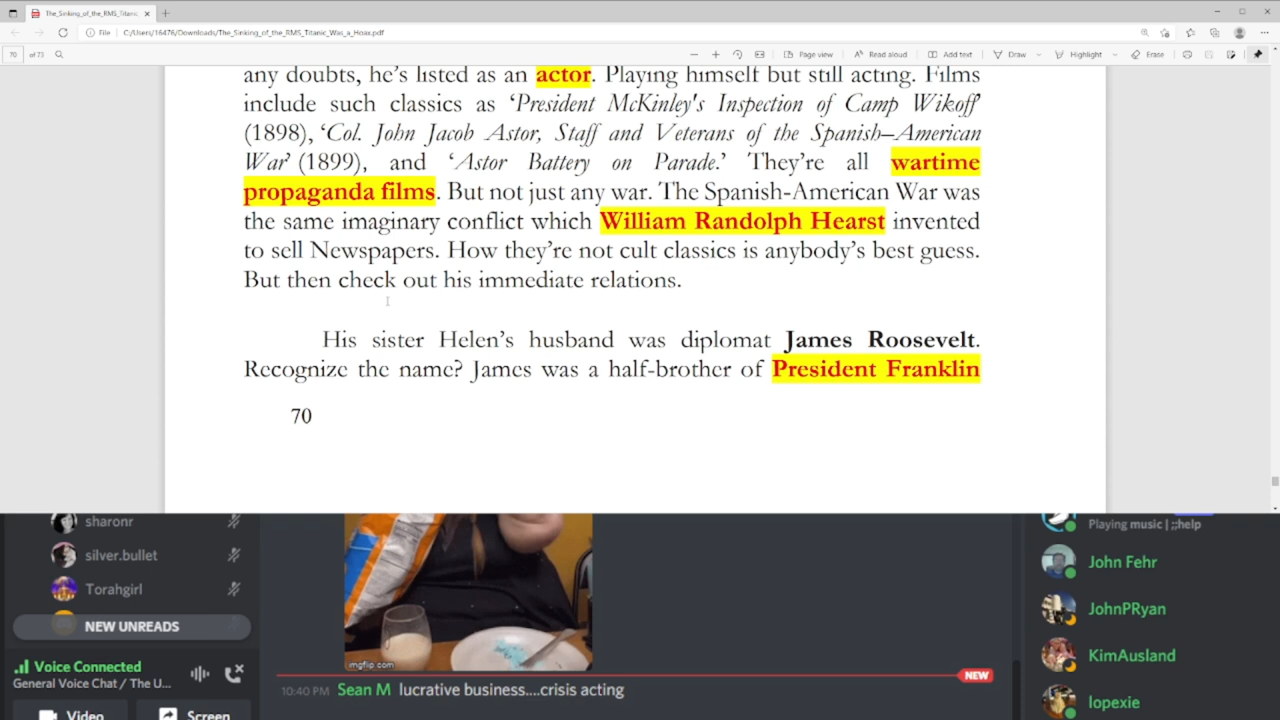 The_Sinking_of_the_RMS_Titanic_
File C:/Users/16476/Downloads/The_Sinking_of_the_RMS_Titanic_Was_a_Hoax.pdf
70 of 73 Page view Read aloud Add text Draw Highlight Erase
any doubts, he's listed as an actor. Playing himself but still acting. Films
include such classics as ‘President McKinley's Inspection of Camp Wikoff’
(1898), ‘Col. John Jacob Astor, Staff and Veterans of the Spanish–American
War’ (1899), and ‘Astor Battery on Parade.’ They’re all wartime
propaganda films. But not just any war. The Spanish-American War was
the same imaginary conflict which William Randolph Hearst invented
to sell Newspapers. How they’re not cult classics is anybody’s best guess.
But then check out his immediate relations.
His sister Helen’s husband was diplomat James Roosevelt.
Recognize the name? James was a half-brother of President Franklin
70
sharonr
silver.bullet
Torahgirl
NEW UNREADS
Voice Connected
General Voice Chat / The U...
Video Screen
imgflip.com
NEW
10:40 PM Sean M lucrative business....crisis acting
Playing music | ;;help
John Fehr
JohnPRyan
KimAusland
lopexie